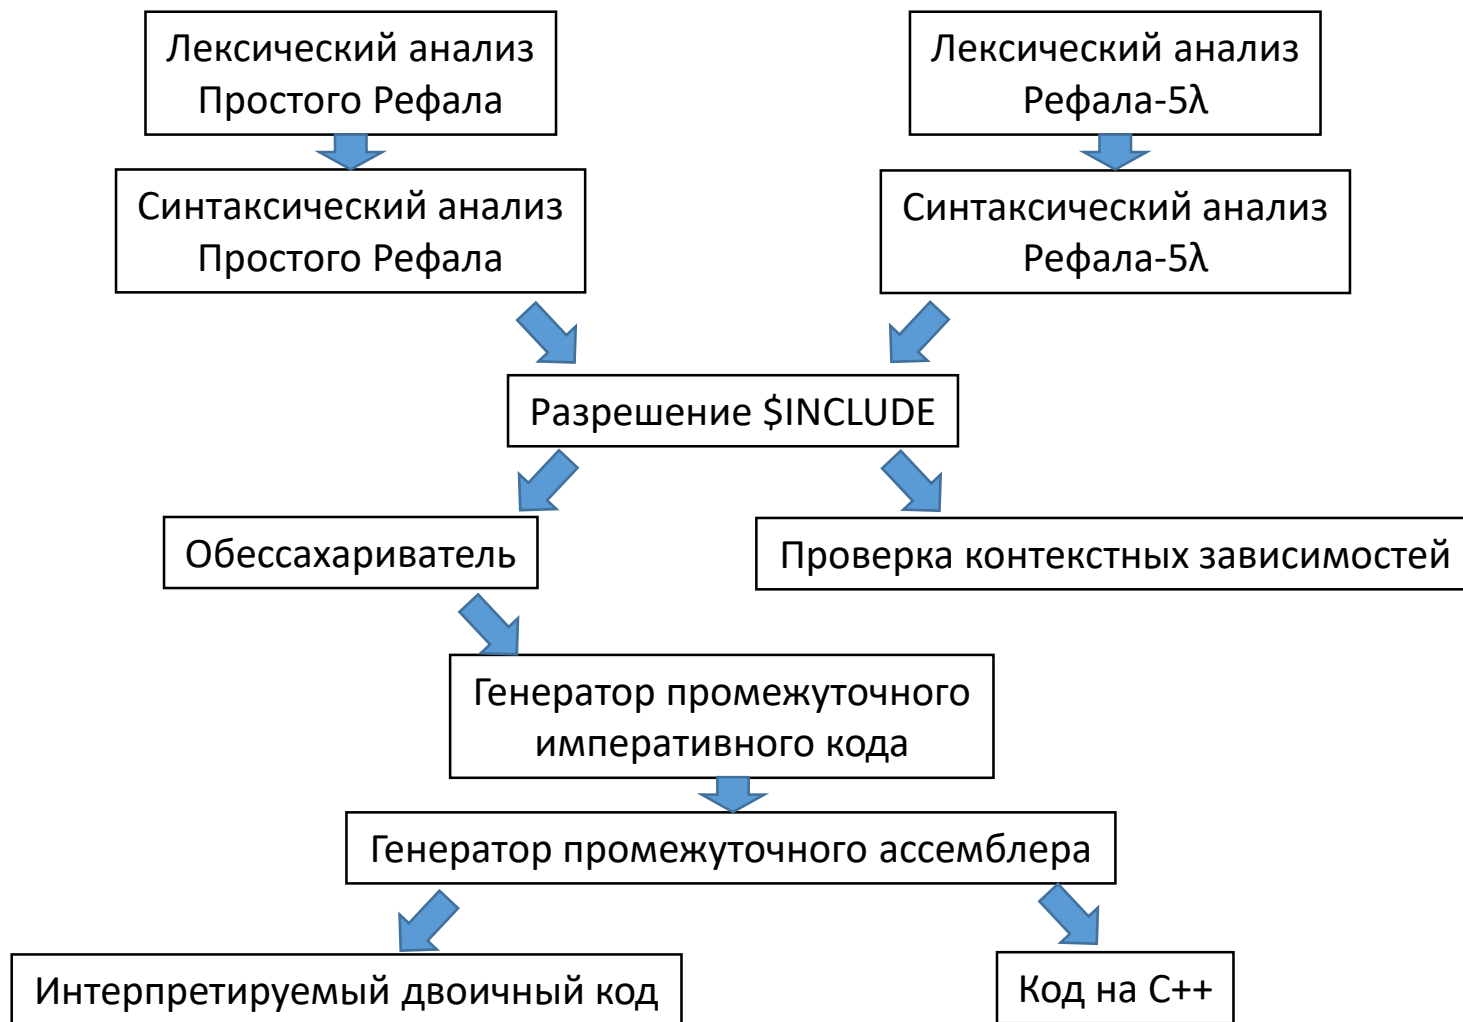 Лексический анализ
Простого Рефала
Лексический анализ
Рефала-5λ
Синтаксический анализ
Простого Рефала
Синтаксический анализ
Рефала-5λ
Разрешение $INCLUDE
Обессахариватель
Проверка контекстных зависимостей
Генератор промежуточного
императивного кода
Генератор промежуточного ассемблера
Интерпретируемый двоичный код
Код на C++